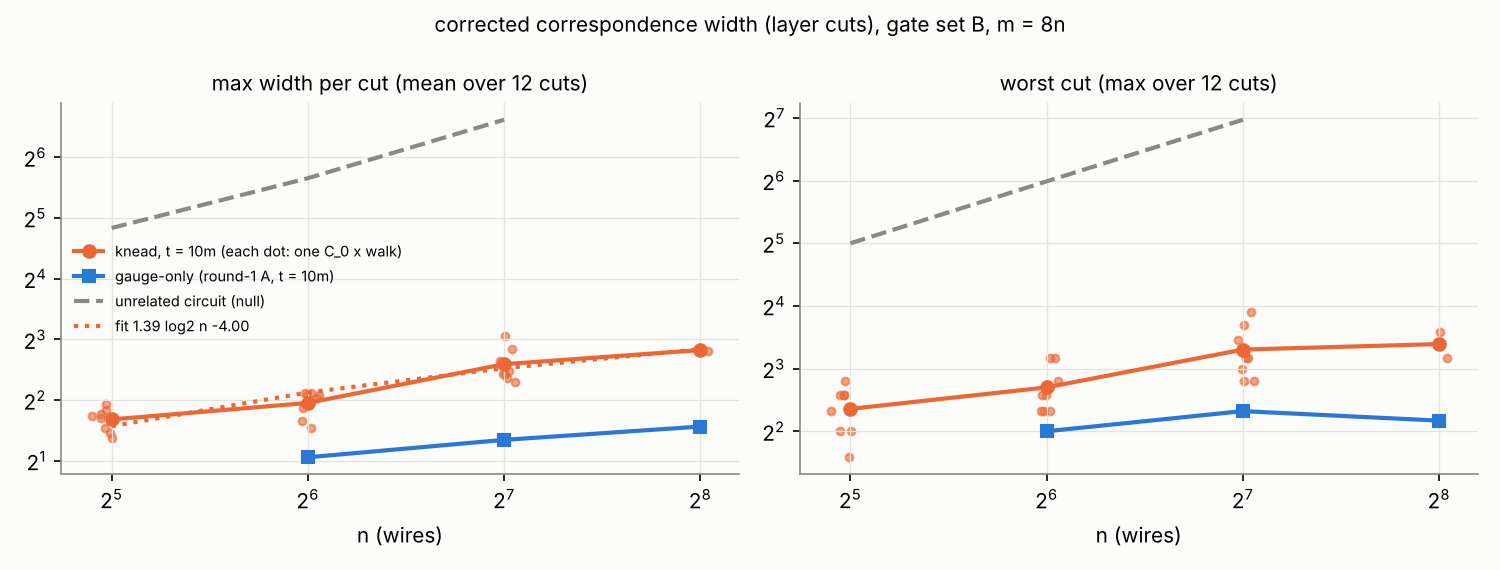 corrected correspondence width (layer cuts), gate set B, m = 8n
max width per cut (mean over 12 cuts)
2^6
2^5
2^4
2^3
2^2
2^1
knead, t = 10m (each dot: one C_0 x walk)
gauge-only (round-1 A, t = 10m)
unrelated circuit (null)
fit 1.39 log2 n -4.00
2^5 2^6 2^7 2^8
n (wires)
worst cut (max over 12 cuts)
2^7
2^6
2^5
2^4
2^3
2^2
2^5 2^6 2^7 2^8
n (wires)